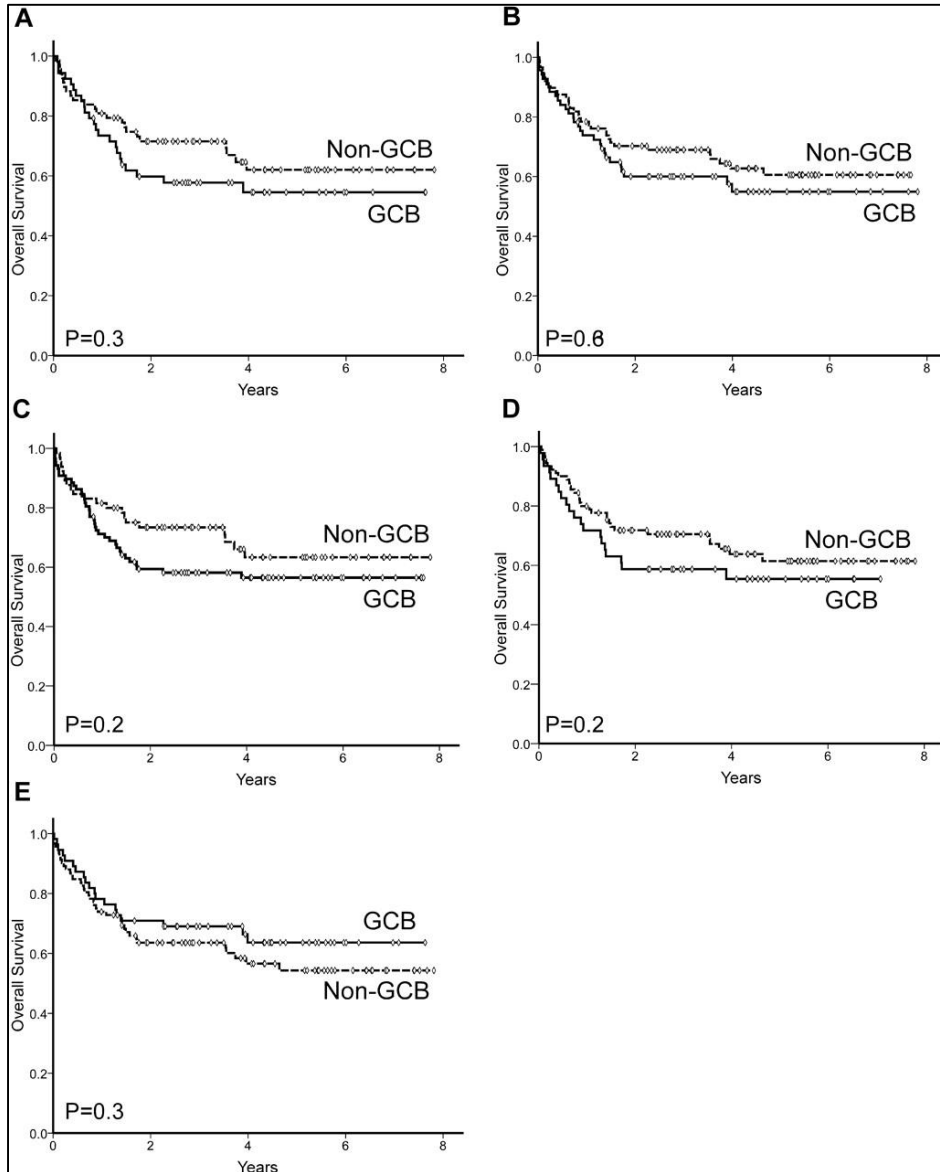 A
Overall Survival
1.0
0.8
0.6
0.4
0.2
0.0
Non-GCB
GCB
P=0.3
0 2 4 6 8
Years
B
Overall Survival
1.0
0.8
0.6
0.4
0.2
0.0
Non-GCB
GCB
0 2 4 6 8
Years
C
Overall Survival
1.0
0.8
0.6
0.4
0.2
0.0
Non-GCB
GCB
P=0.2
0 2 4 6 8
Years
D
Overall Survival
1.0
0.8
0.6
0.4
0.2
0.0
Non-GCB
GCB
P=0.2
0 2 4 6 8
Years
E
Overall Survival
1.0
0.8
0.6
0.4
0.2
0.0
GCB
Non-GCB
P=0.3
0 2 4 6 8
Years